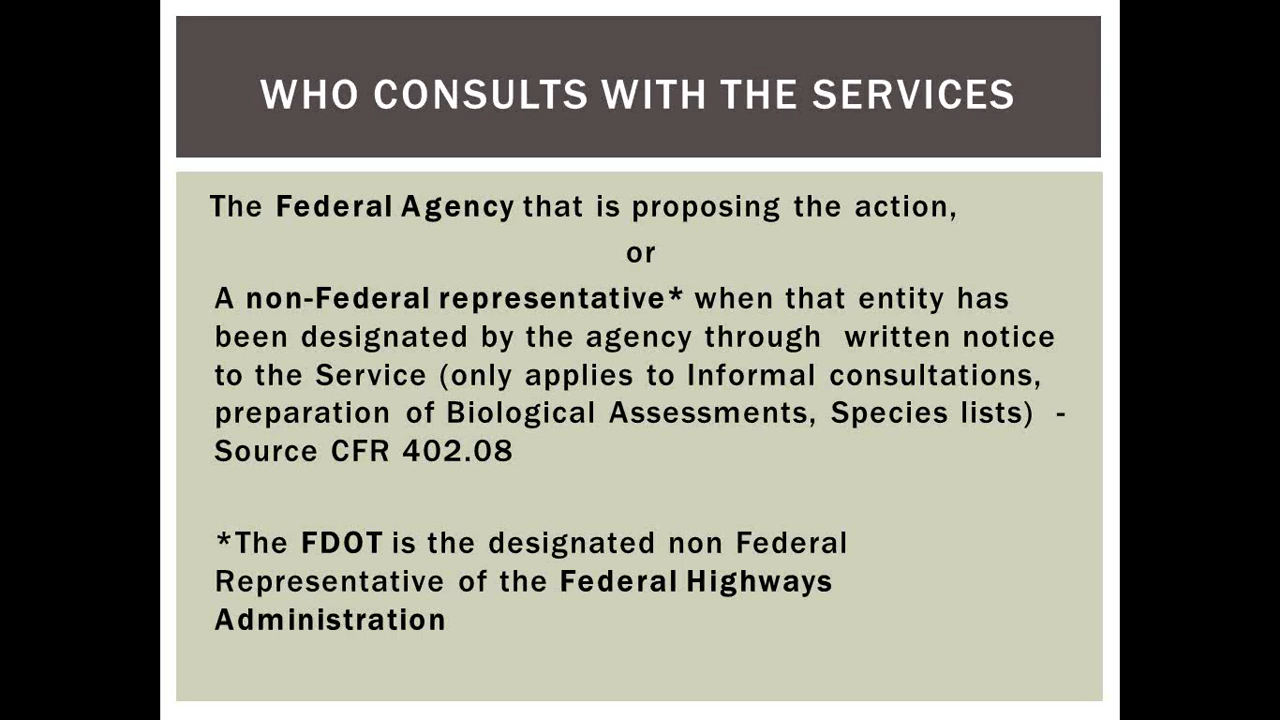 WHO CONSULTS WITH THE SERVICES
The Federal Agency that is proposing the action,
or
A non-Federal representative* when that entity has
been designated by the agency through written notice
to the Service (only applies to Informal consultations,
preparation of Biological Assessments, Species lists) -
Source CFR 402.08
*The FDOT is the designated non Federal
Representative of the Federal Highways
Administration